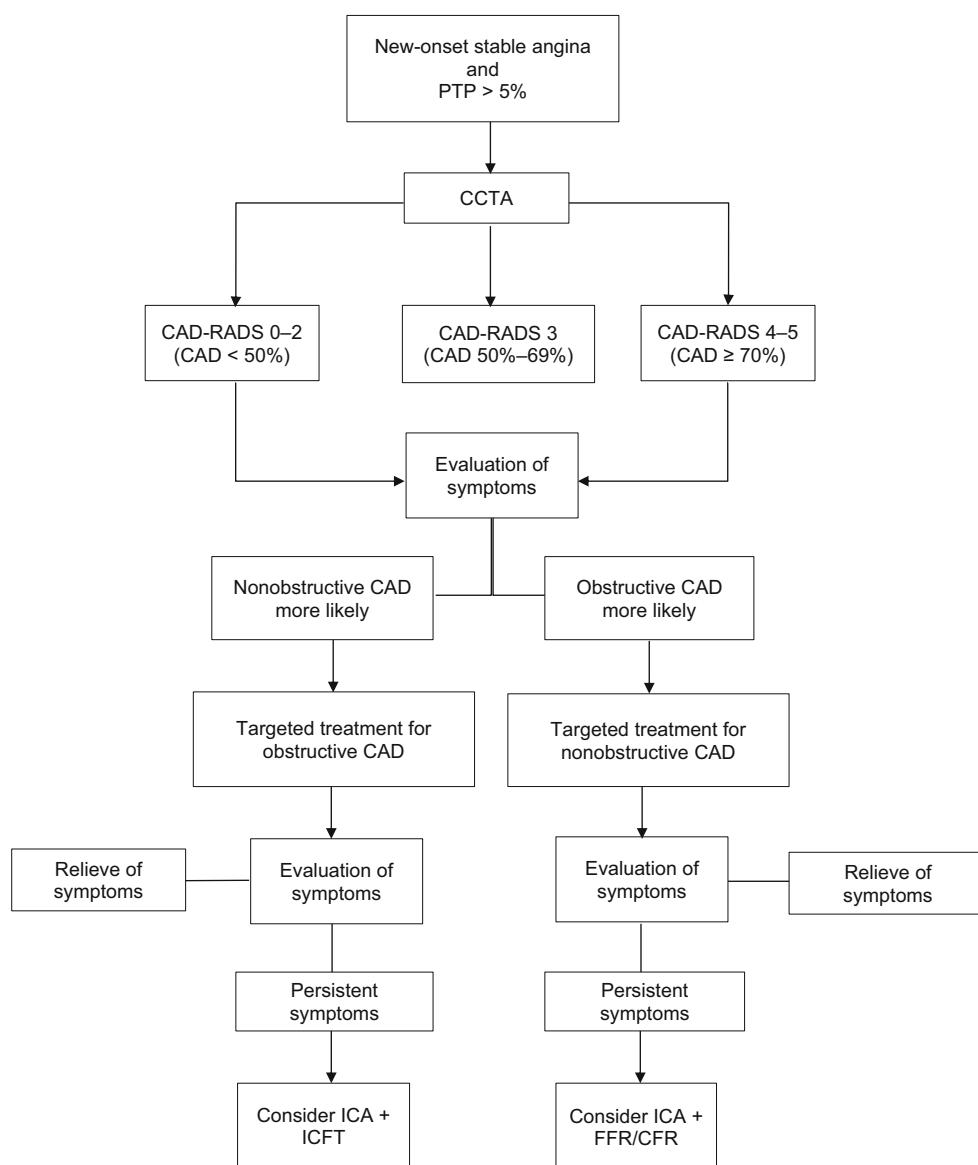 New-onset stable angina
and
PTP > 5%
CCTA
CAD-RADS 0–2
(CAD < 50%)
CAD-RADS 3
(CAD 50%–69%)
CAD-RADS 4–5
(CAD ≥ 70%)
Evaluation of
symptoms
Nonobstructive CAD
more likely
Obstructive CAD
more likely
Targeted treatment for
obstructive CAD
Targeted treatment for
nonobstructive CAD
Relieve of
symptoms
Evaluation of
symptoms
Evaluation of
symptoms
Relieve of
symptoms
Persistent
symptoms
Persistent
symptoms
Consider ICA +
ICFT
Consider ICA +
FFR/CFR